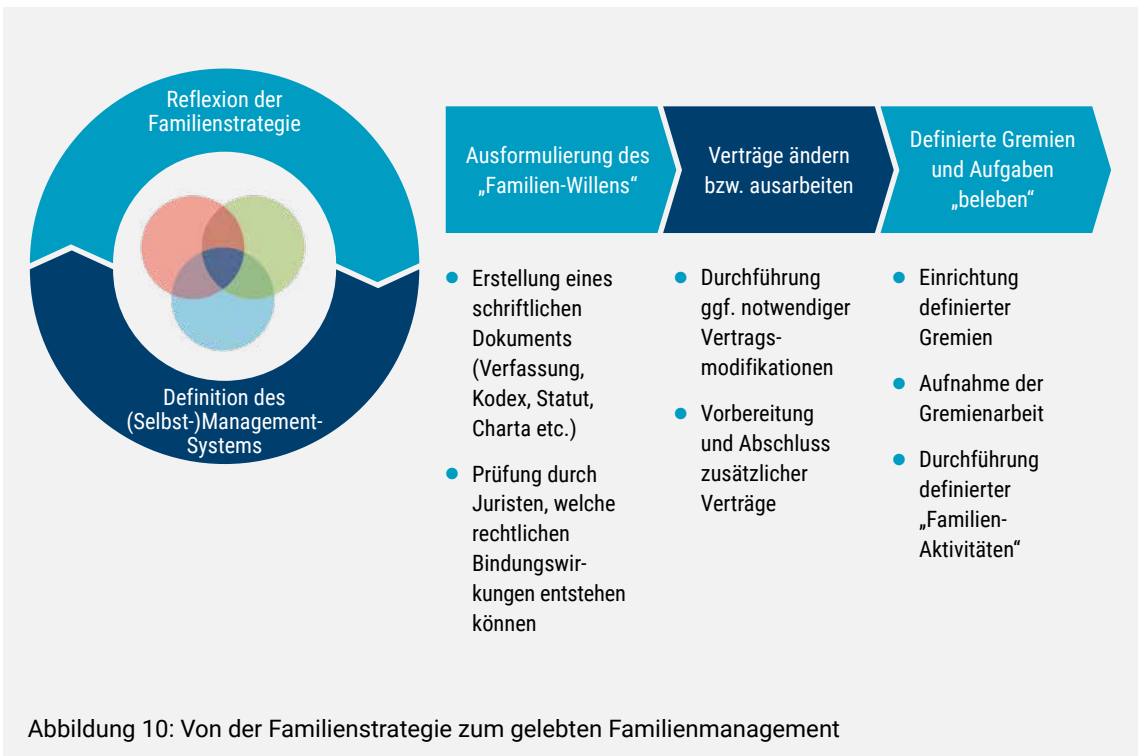 Reflexion der
Familienstrategie
Definition des
(Selbst-)Management-
Systems
Ausformulierung des
„Familien-Willens“
Verträge ändern
bzw. ausarbeiten
Definierte Gremien
und Aufgaben
„beleben“
• Erstellung eines
schriftlichen
Dokuments
(Verfassung,
Kodex, Statut,
Charta etc.)
• Prüfung durch
Juristen, welche
rechtlichen
Bindungswir-
kungen entstehen
können
• Durchführung
ggf. notwendiger
Vertrags-
modifikationen
• Vorbereitung
und Abschluss
zusätzlicher
Verträge
• Einrichtung
definierter
Gremien
• Aufnahme der
Gremienarbeit
• Durchführung
definierter
„Familien-
Aktivitäten“
Abbildung 10: Von der Familienstrategie zum gelebten Familienmanagement